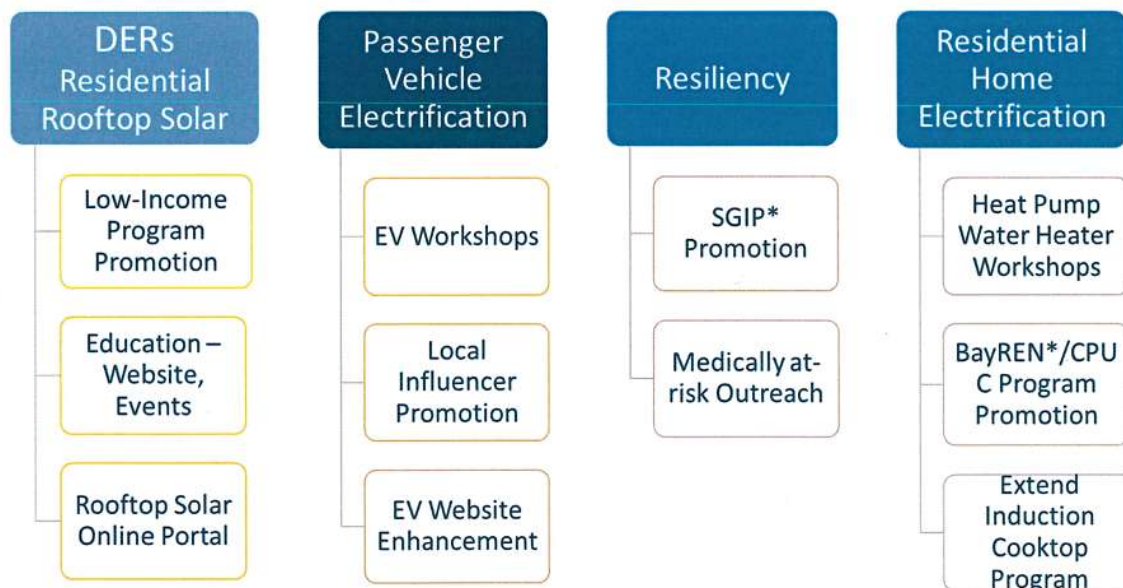 DERs
Residential
Rooftop Solar
Low-Income
Program
Promotion
Education –
Website,
Events
Rooftop Solar
Online Portal
Passenger
Vehicle
Electrification
EV Workshops
Local
Influencer
Promotion
EV Website
Enhancement
Resiliency
SGIP*
Promotion
Medically at-
risk Outreach
Residential
Home
Electrification
Heat Pump
Water Heater
Workshops
BayREN*/CPU
C Program
Promotion
Extend
Induction
Cooktop
Program